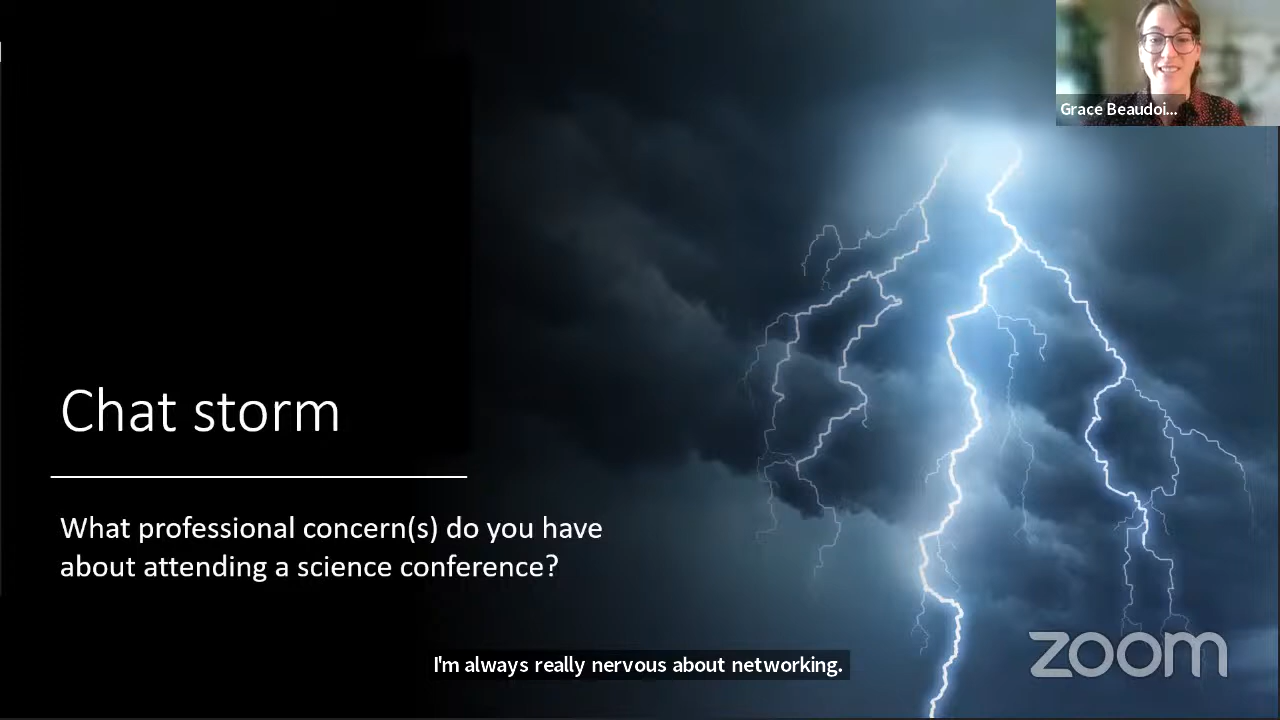 Grace Beaudoi...
Chat storm
What professional concern(s) do you have
about attending a science conference?
I'm always really nervous about networking.
zoom